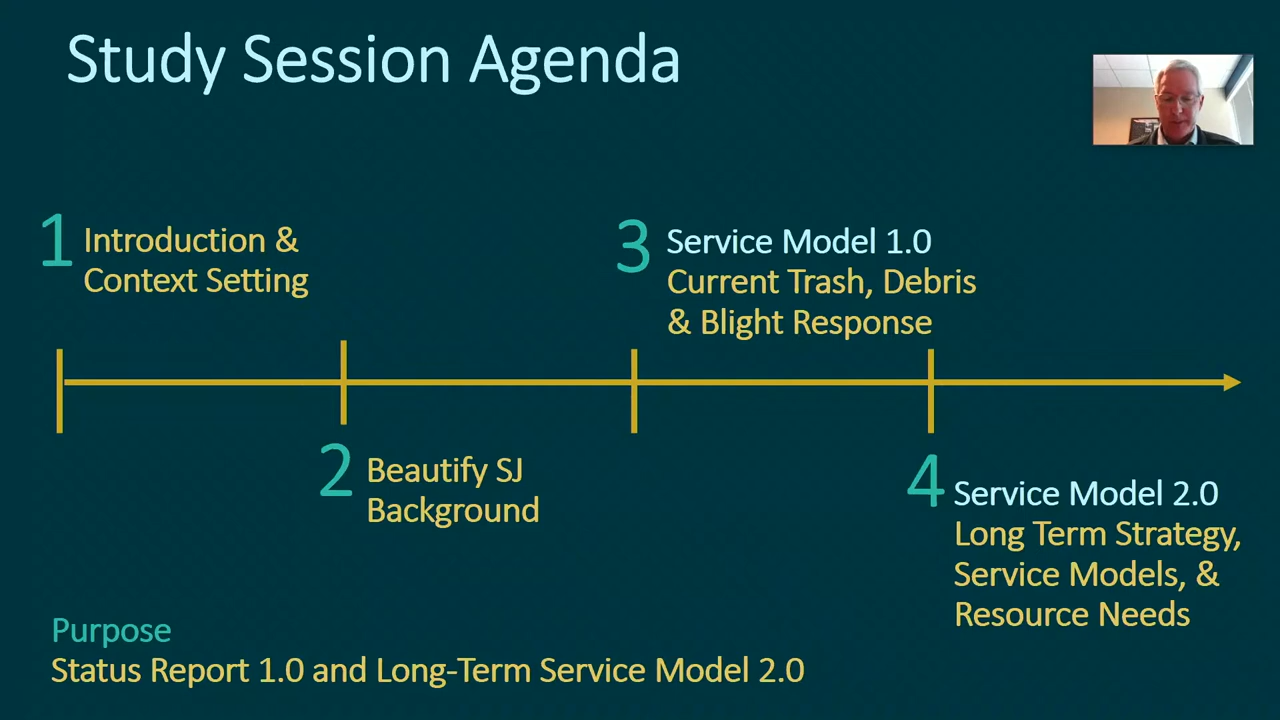 Study Session Agenda
1
Introduction &
Context Setting
2
Beautify SJ
Background
3
Service Model 1.0
Current Trash, Debris
& Blight Response
4
Service Model 2.0
Long Term Strategy,
Service Models, &
Resource Needs
Purpose
Status Report 1.0 and Long-Term Service Model 2.0